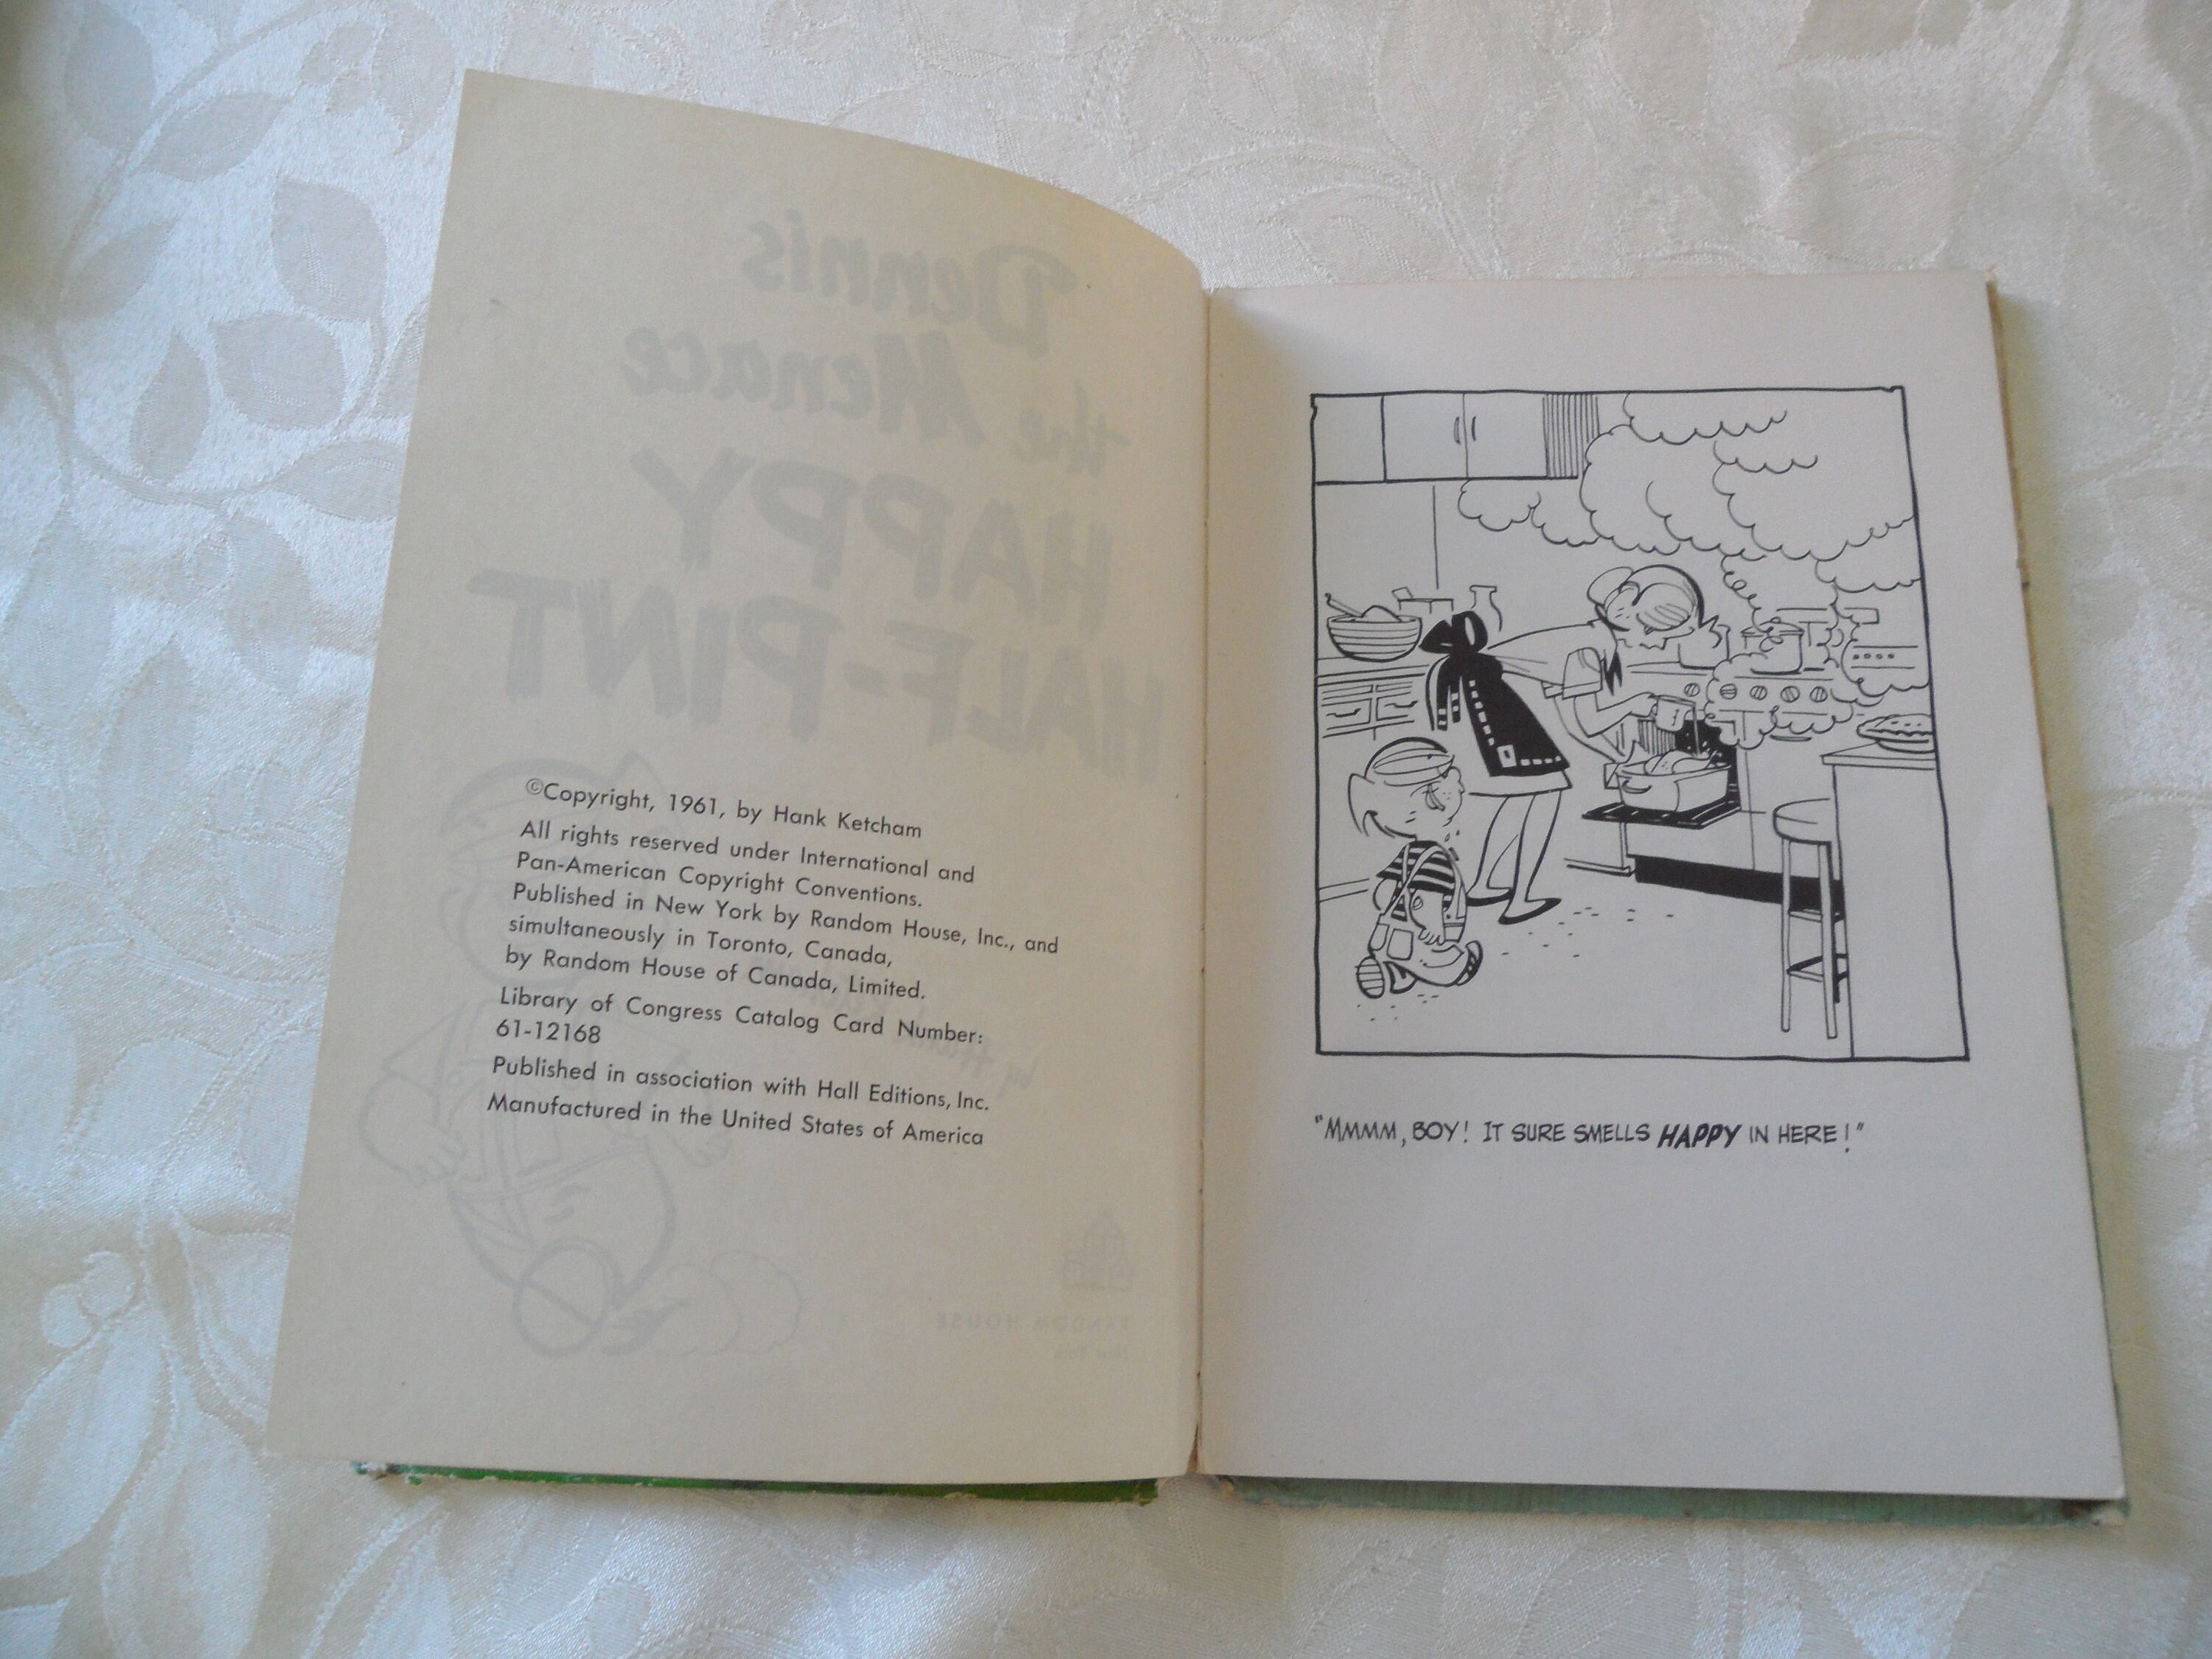 Dennis
the Menace
HAPPY
HALF-PINT
©Copyright, 1961, by Hank Ketcham
All rights reserved under International and
Pan-American Copyright Conventions.
Published in New York by Random House, Inc., and
simultaneously in Toronto, Canada,
by Random House of Canada, Limited.
Library of Congress Catalog Card Number:
61-12168
Published in association with Hall Editions, Inc.
Manufactured in the United States of America
RANDOM HOUSE
New York
"MMMM, BOY! IT SURE SMELLS HAPPY IN HERE!"